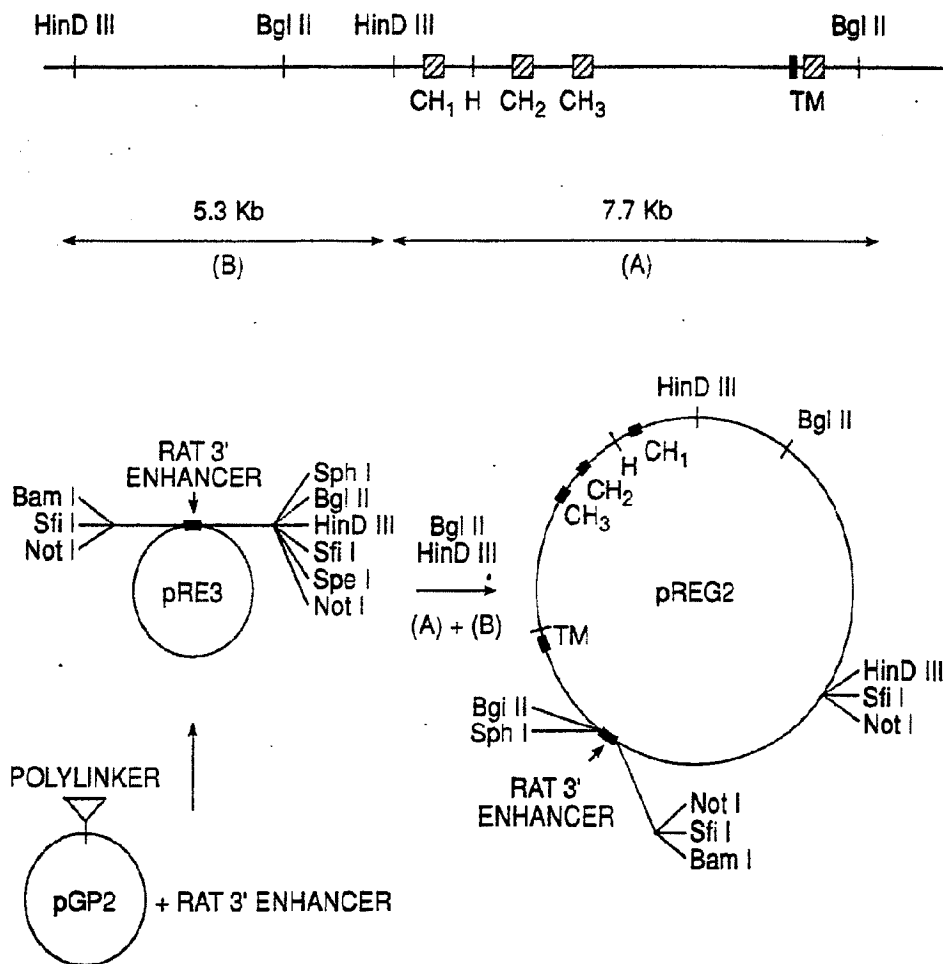 HinD III Bgl II HinD III Bgl II
CH₁ H CH₂ CH₃ TM
5.3 Kb 7.7 Kb
(B) (A)
RAT 3'
ENHANCER
Bam I
Sfi I
Not I
Sph I
Bgl II
HinD III
Sfi I
Spe I
Not I
pRE3
Bgl II
HinD III
(A) + (B)
HinD III
Bgl II
CH₁
H
CH₂
CH₃
pREG2
TM
Bgl II
Sph I
HinD III
Sfi I
Not I
RAT 3'
ENHANCER
Not I
Sfi I
Bam I
POLYLINKER
pGP2
+ RAT 3' ENHANCER